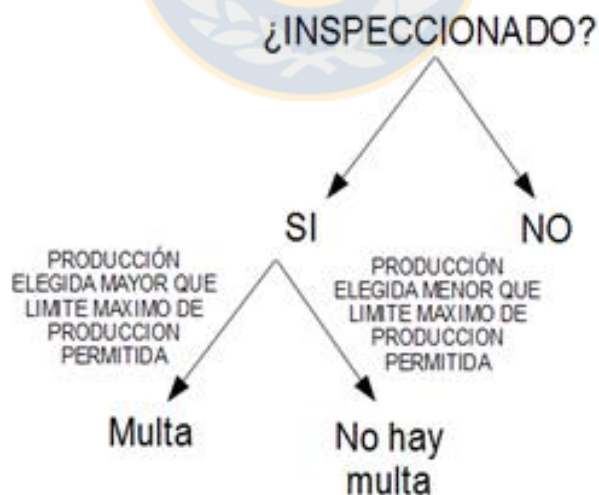 ¿INSPECCIONADO?
SI
NO
PRODUCCIÓN
ELEGIDA MAYOR QUE
LIMITE MAXIMO DE
PRODUCCION
PERMITIDA
PRODUCCIÓN
ELEGIDA MENOR QUE
LIMITE MAXIMO DE
PRODUCCION
PERMITIDA
Multa
No hay
multa